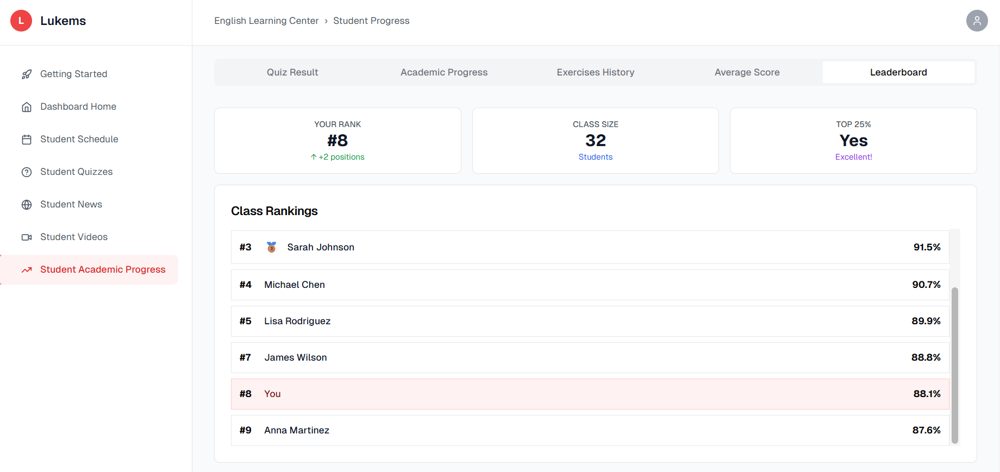 L Lukems
English Learning Center › Student Progress
Getting Started
Dashboard Home
Student Schedule
Student Quizzes
Student News
Student Videos
Student Academic Progress
Quiz Result
Academic Progress
Exercises History
Average Score
Leaderboard
YOUR RANK
#8
↑ +2 positions
CLASS SIZE
32
Students
TOP 25%
Yes
Excellent!
Class Rankings
#3 3 Sarah Johnson 91.5%
#4 Michael Chen 90.7%
#5 Lisa Rodriguez 89.9%
#7 James Wilson 88.8%
#8 You 88.1%
#9 Anna Martinez 87.6%